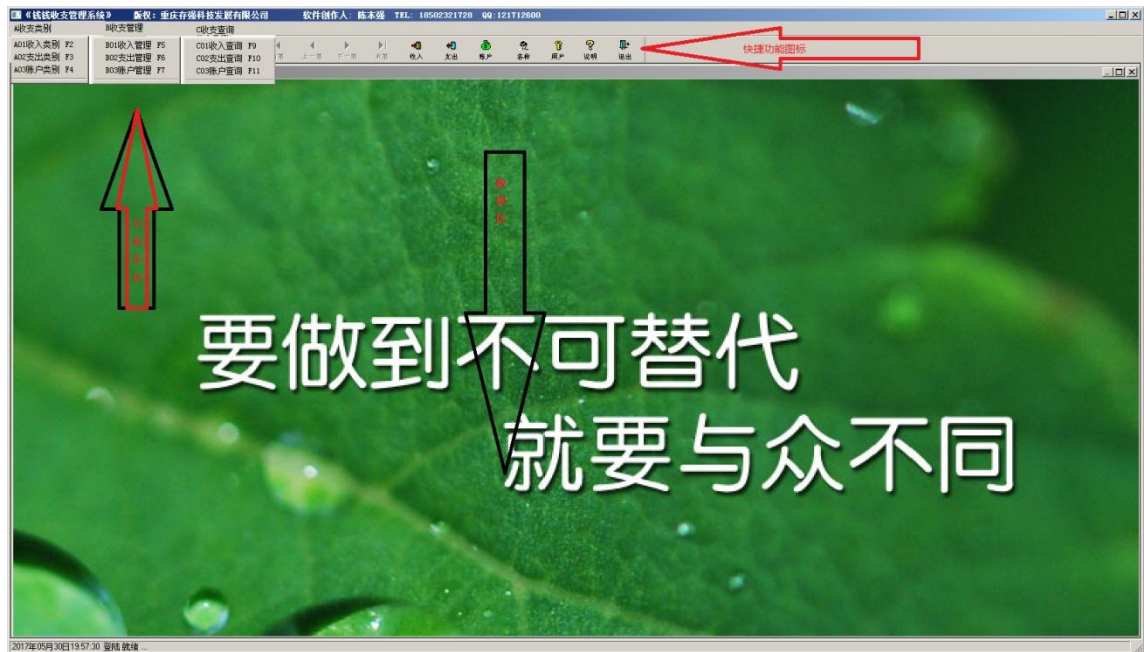 《钱钱收支管理系统》 版权：重庆存强科技发展有限公司 软件创作人：陈本强 TEL: 18502321728 QQ:121712600
A收支类别 B收支管理 C收支查询
A01收入类别 F2 B01收入管理 F5 C01收入查询 F9
A02支出类别 F3 B02支出管理 F6 C02支出查询 F10
A03账户类别 F4 B03账户管理 F7 C03账户查询 F11
上一条 下一条 末条 收入 支出 账户 名称 用户 说明 退出
快捷功能图标
要做到不可替代
就要与众不同
2017年05月30日19:57:30 登陆 就绪 ...